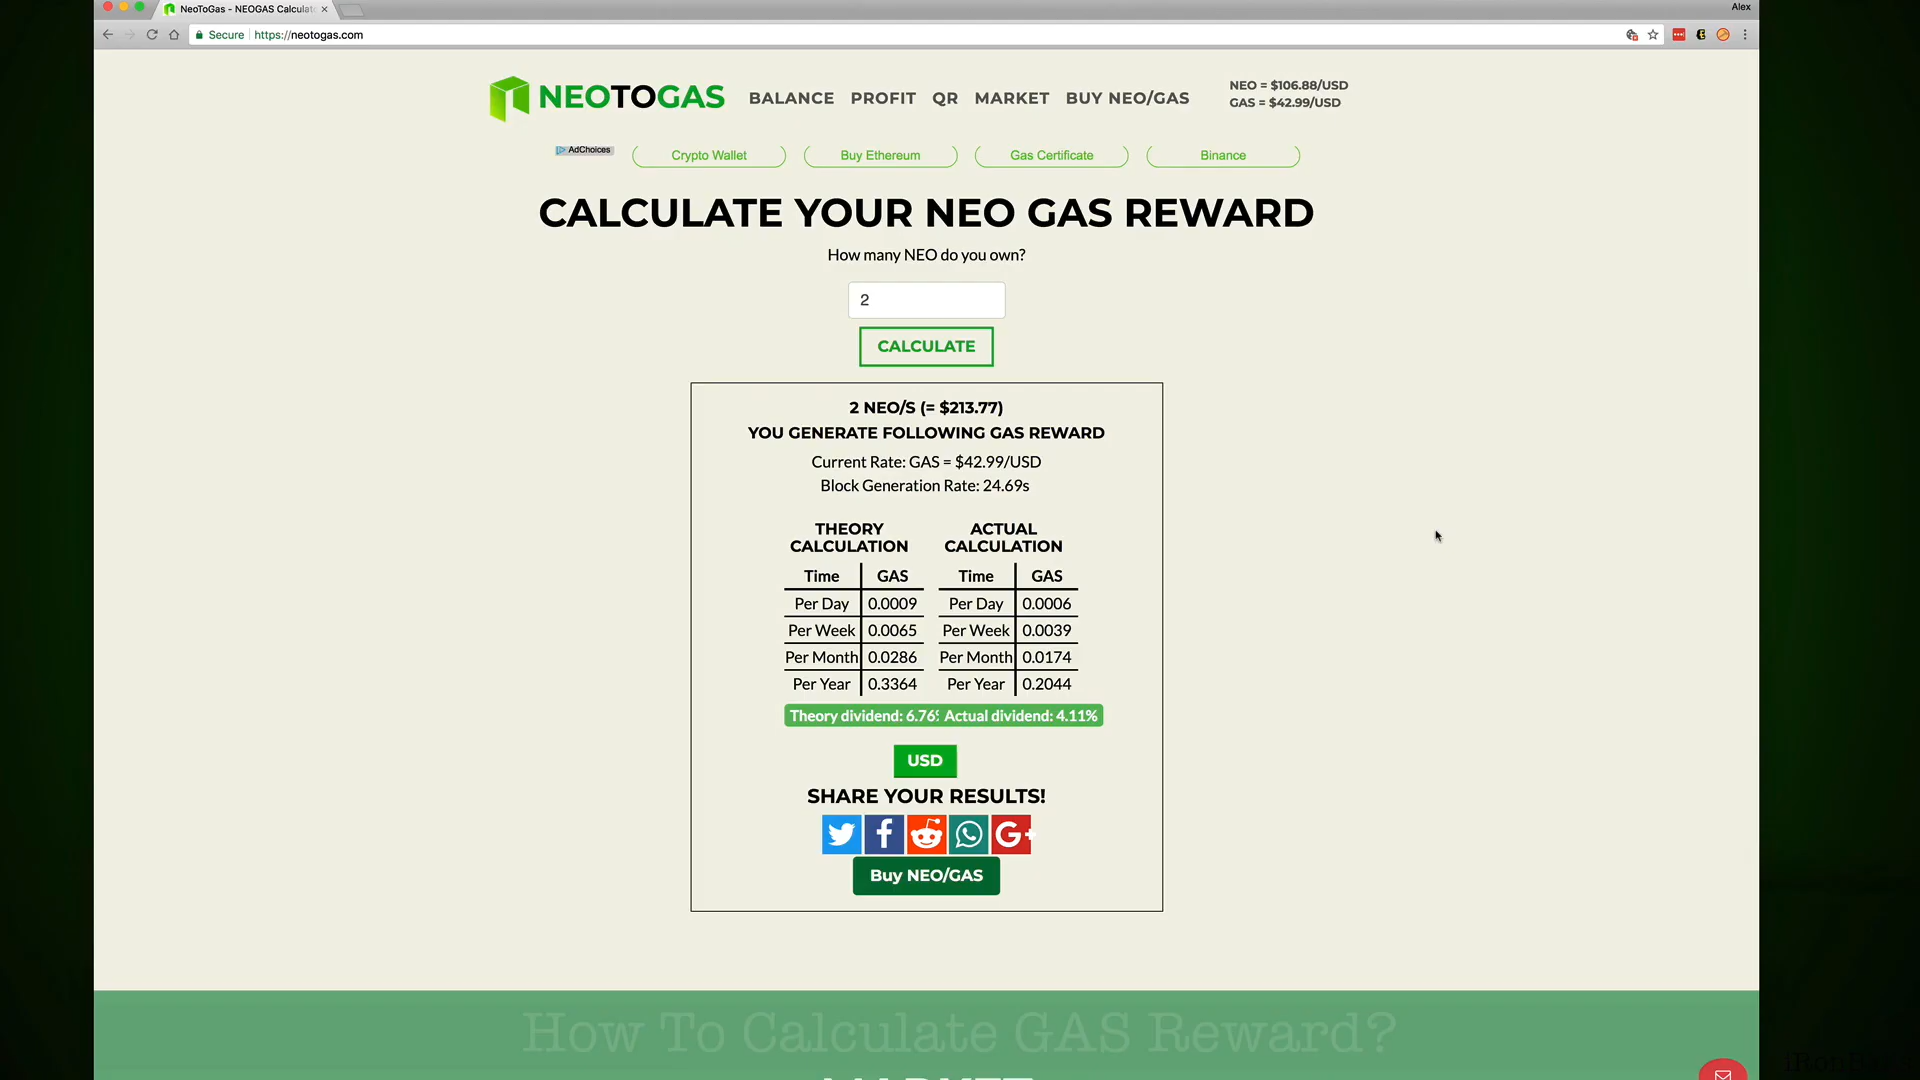 NeoToGas - NEOGAS Calculat
Alex
Secure https://neotogas.com
NEOTOGAS BALANCE PROFIT QR MARKET BUY NEO/GAS
NEO = $106.88/USD
GAS = $42.99/USD
AdChoices Crypto Wallet Buy Ethereum Gas Certificate Binance
CALCULATE YOUR NEO GAS REWARD
How many NEO do you own?
2
CALCULATE
2 NEO/S (= $213.77)
YOU GENERATE FOLLOWING GAS REWARD
Current Rate: GAS = $42.99/USD
Block Generation Rate: 24.69s
THEORY CALCULATION
Time GAS
Per Day 0.0009
Per Week 0.0065
Per Month 0.0286
Per Year 0.3364
Theory dividend: 6.76%
ACTUAL CALCULATION
Time GAS
Per Day 0.0006
Per Week 0.0039
Per Month 0.0174
Per Year 0.2044
Actual dividend: 4.11%
USD
SHARE YOUR RESULTS!
G+
Buy NEO/GAS
How To Calculate GAS Reward?
MARKET